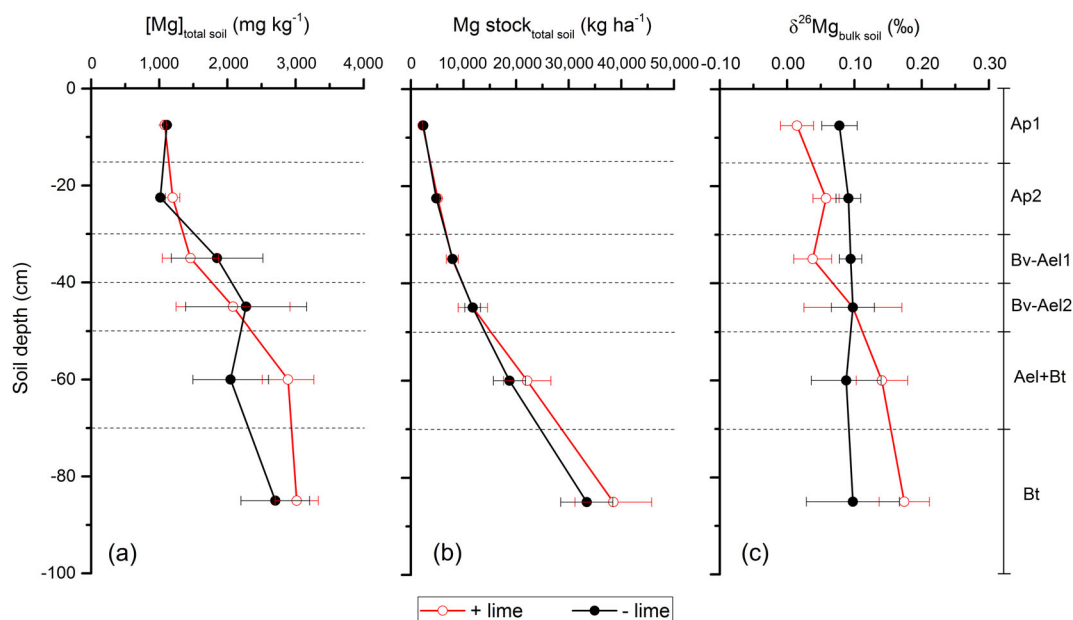 [Mg]total soil (mg kg-1) Mg stocktotal soil (kg ha-1) δ26Mgbulk soil (‰)
0 1,000 2,000 3,000 4,000 0 10,000 20,000 30,000 40,000 50,000 -0.10 0.00 0.10 0.20 0.30
0
-20
-40
-60
-80
-100
Soil depth (cm)
Ap1
Ap2
Bv-Ael1
Bv-Ael2
Ael+Bt
Bt
(a) (b) (c)
+ lime - lime